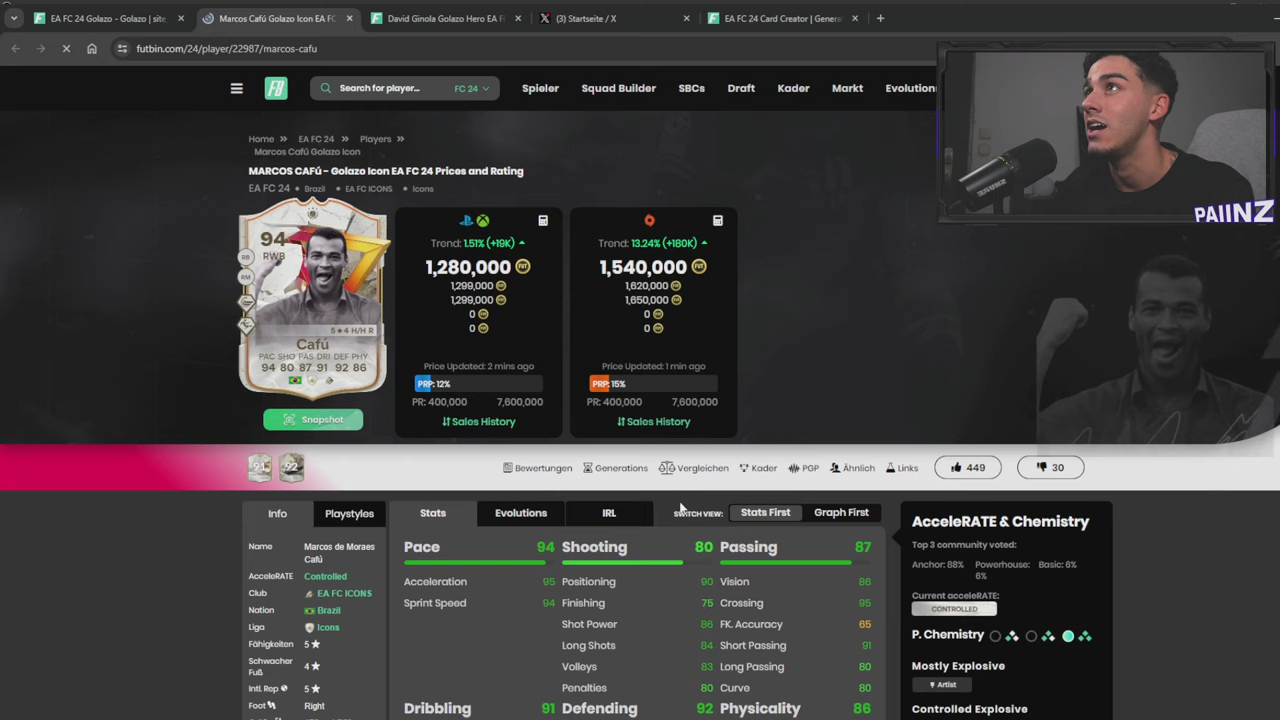 EA FC 24 Golazo | site
Marcos Cafú Golazo Icon EA FC
David Ginola Golazo Hero EA F
(3) Startseite / X
EA FC 24 Card Creator | Genera
futbin.com/24/player/22987/marcos-cafu
FB
Search for player...
FC 24
Spieler
Squad Builder
SBCs
Draft
Kader
Markt
Evolution
PAIINZ
Home » EA FC 24 » Players »
Marcos Cafú Golazo Icon
MARCOS CAFú - Golazo Icon EA FC 24 Prices and Rating
EA FC 24 • Brazil • EA FC ICONS • Icons
94
RWB
RB
RM
5★4 H/H R
Cafú
PAC SHO PAS DRI DEF PHY
94 80 87 91 92 86
Snapshot
Trend: 1.51% (+19K)
1,280,000
1,299,000
1,299,000
0
0
Price Updated: 2 mins ago
PRP: 12%
PR: 400,000 7,600,000
Sales History
Trend: 13.24% (+180K)
1,540,000
1,620,000
1,650,000
0
0
Price Updated: 1 min ago
PRP: 15%
PR: 400,000 7,600,000
Sales History
91
92
Bewertungen
Generations
Vergleichen
Kader
PGP
Ähnlich
Links
449
30
Info
Playstyles
Name Marcos de Moraes
Cafú
AcceleRATE Controlled
Club EA FC ICONS
Nation Brazil
Liga Icons
Fähigkeiten 5 ★
Schwacher
Fuß 4 ★
Intl. Rep 5 ★
Foot Right
Stats
Evolutions
IRL
SWITCH VIEW:
Stats First
Graph First
Pace 94
Acceleration 95
Sprint Speed 94
Shooting 80
Positioning 90
Finishing 75
Shot Power 86
Long Shots 84
Volleys 83
Penalties 80
Passing 87
Vision 86
Crossing 95
FK. Accuracy 65
Short Passing 91
Long Passing 80
Curve 80
Dribbling 91
Defending 92
Physicality 86
AcceleRATE & Chemistry
Top 3 community voted:
Anchor: 88% Powerhouse: Basic: 6%
6%
Current acceleRATE:
CONTROLLED
P. Chemistry
Mostly Explosive
Artist
Controlled Explosive